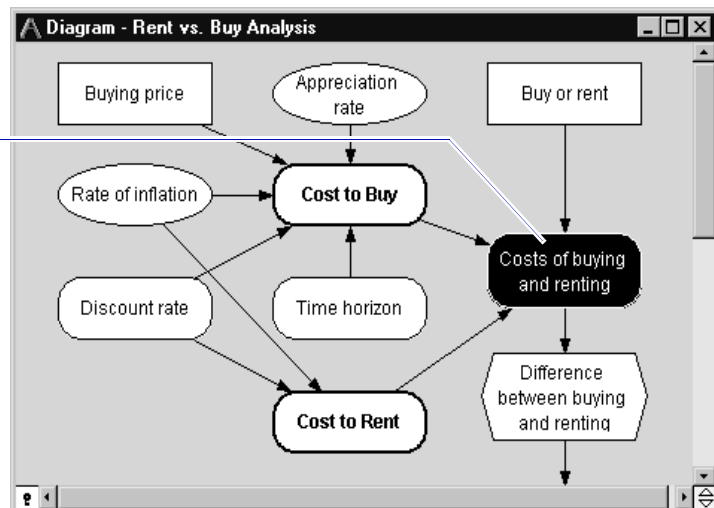 Diagram - Rent vs. Buy Analysis
Buying price
Appreciation
rate
Buy or rent
Rate of inflation
Cost to Buy
Costs of buying
and renting
Discount rate
Time horizon
Difference
between buying
and renting
Cost to Rent
?